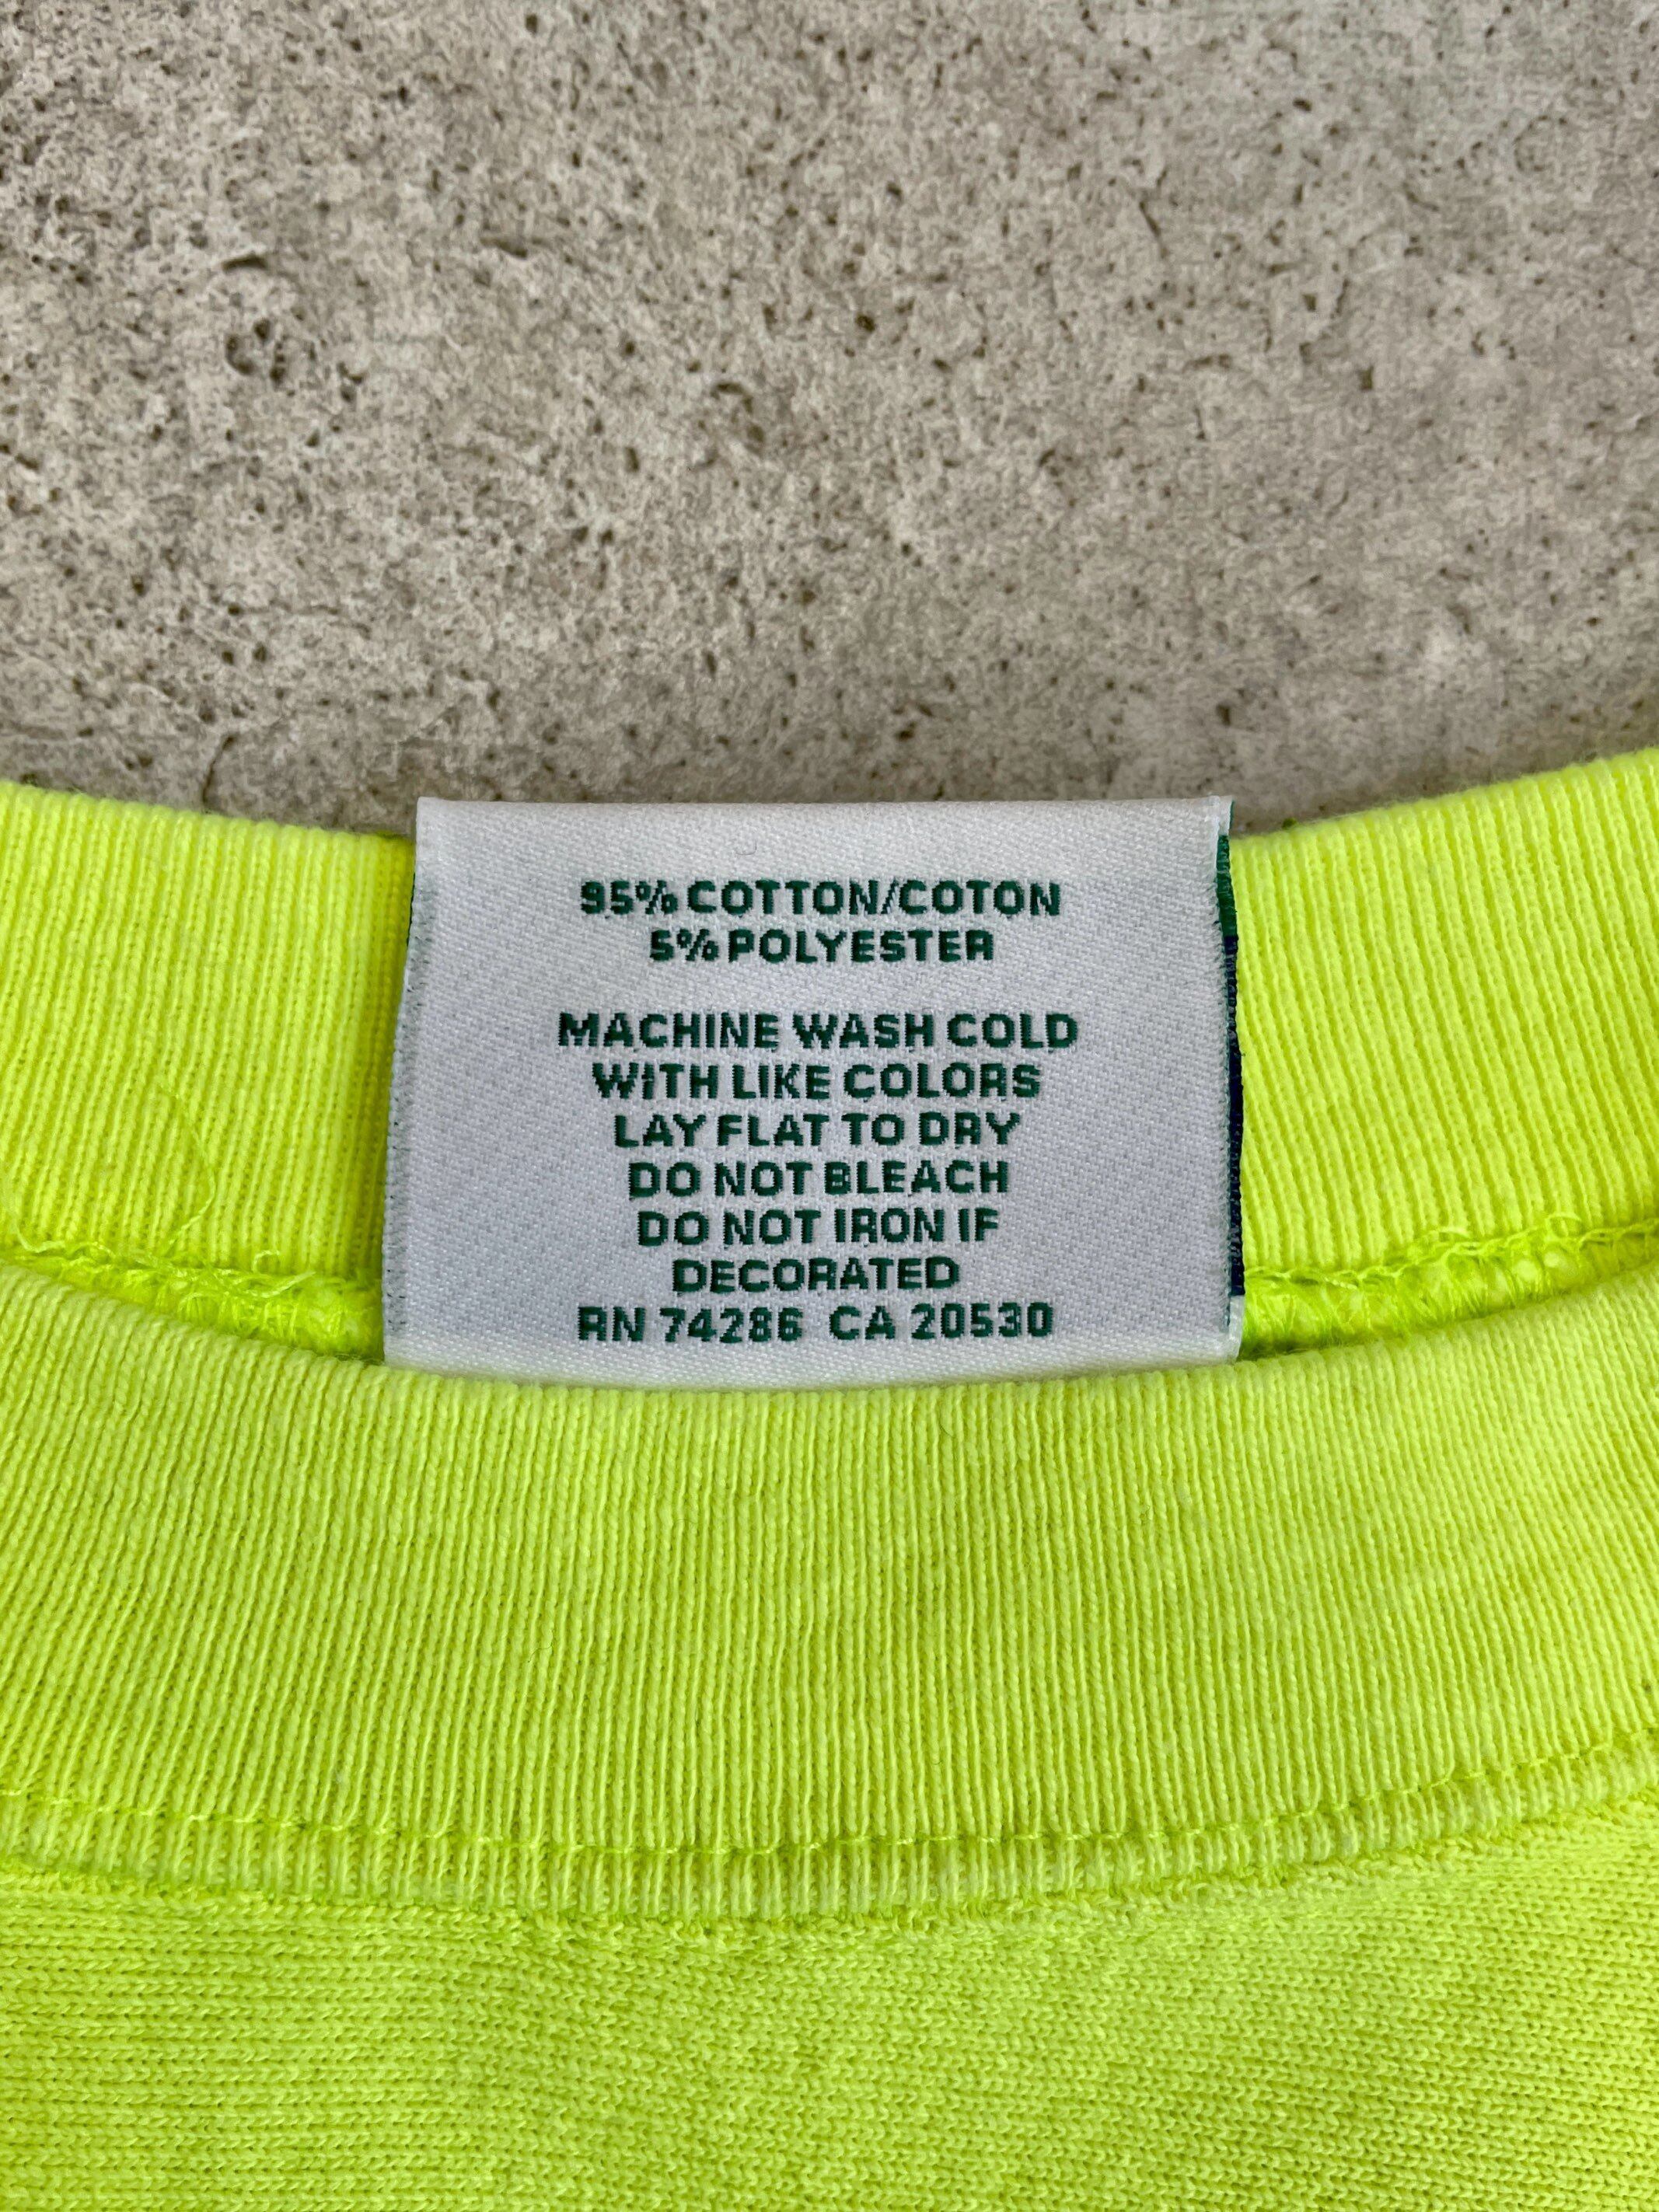 95% COTTON/COTON
5% POLYESTER
MACHINE WASH COLD
WITH LIKE COLORS
LAY FLAT TO DRY
DO NOT BLEACH
DO NOT IRON IF
DECORATED
RN 74286 CA 20530